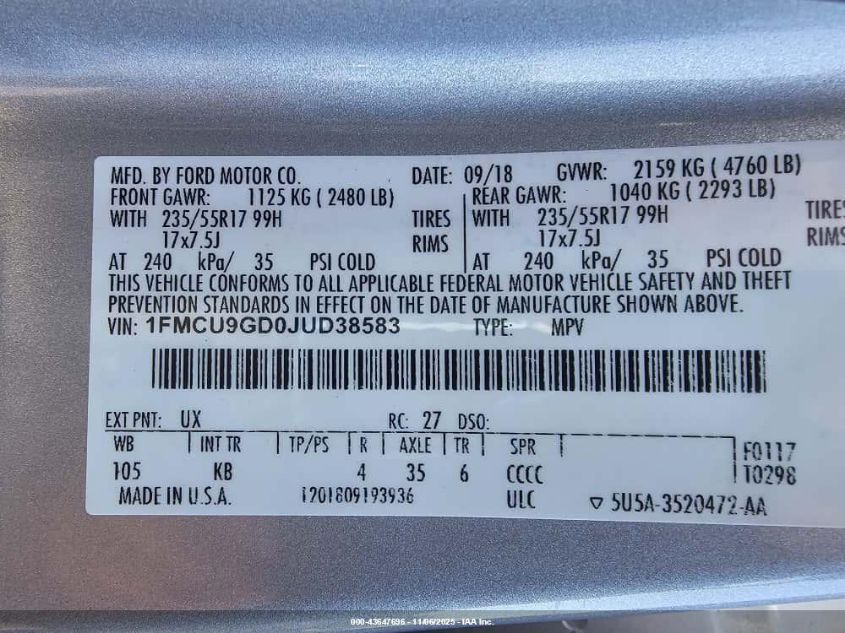 MFD. BY FORD MOTOR CO. DATE: 09/18 GVWR: 2159 KG ( 4760 LB)
FRONT GAWR: 1125 KG ( 2480 LB) REAR GAWR: 1040 KG ( 2293 LB)
WITH 235/55R17 99H TIRES WITH 235/55R17 99H TIRES
17x7.5J RIMS 17x7.5J RIMS
AT 240 kPa/ 35 PSI COLD AT 240 kPa/ 35 PSI COLD
THIS VEHICLE CONFORMS TO ALL APPLICABLE FEDERAL MOTOR VEHICLE SAFETY AND THEFT
PREVENTION STANDARDS IN EFFECT ON THE DATE OF MANUFACTURE SHOWN ABOVE.
VIN: 1FMCU9GD0JUD38583 TYPE: MPV
EXT PNT: UX RC: 27 DSO:
WB INT TR TP/PS R AXLE TR SPR F0117
105 KB 4 35 6 CCCC T0298
MADE IN U.S.A. 1201809193936 ULC ▽ 5U5A-3520472-AA
000-43647696 - 11/06/2025 - IAA Inc.